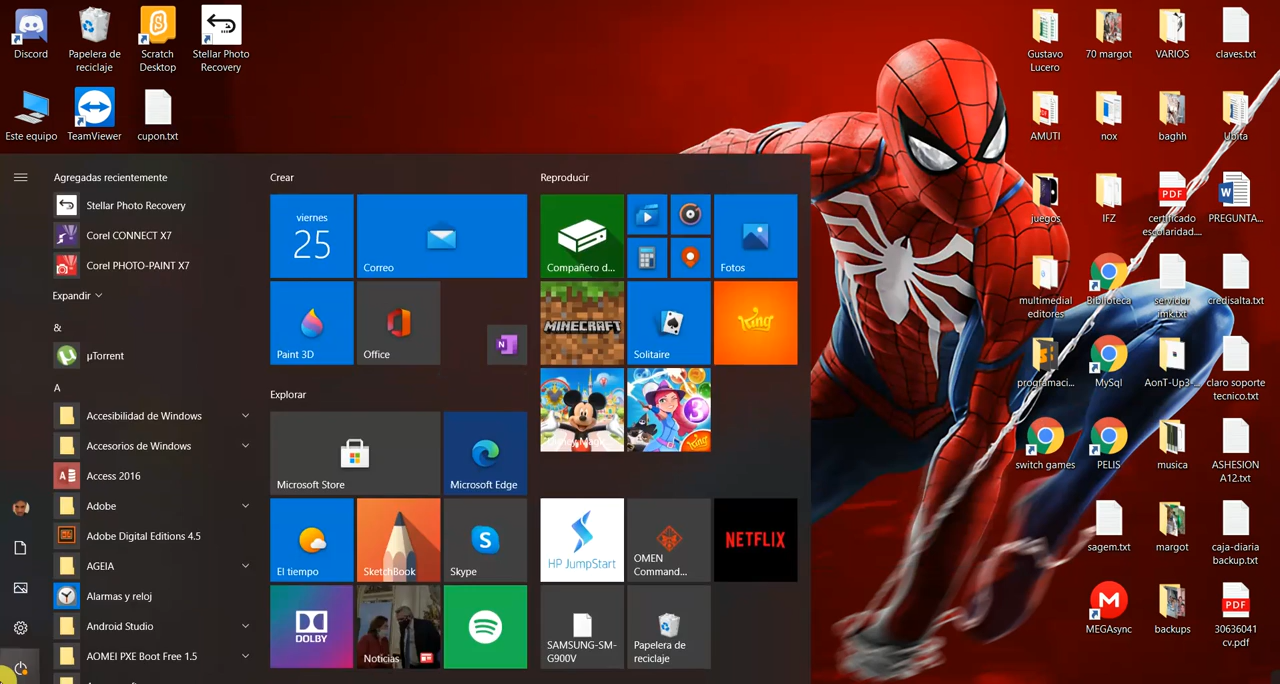 Discord
Papelera de
reciclaje
Scratch
Desktop
Stellar Photo
Recovery
Este equipo
TeamViewer
cupon.txt
Gustavo
Lucero
70 margot
VARIOS
claves.txt
AMUTI
nox
baghh
Ubita
juegos
IFZ
PDF
certificado
escolaridad....
PREGUNTA...
multimedial
editores
Biblioteca
servidor
mk.txt
credisalta.txt
programaci...
MySql
AonT-Up3-...
claro soporte
tecnico.txt
switch games
PELIS
musica
ASHESION
A12.txt
sagem.txt
margot
caja-diaria
backup.txt
MEGAsync
backups
PDF
30636041
cv.pdf
Agregadas recientemente
Stellar Photo Recovery
Corel CONNECT X7
Corel PHOTO-PAINT X7
Expandir
&
µTorrent
A
Accesibilidad de Windows
Accesorios de Windows
Access 2016
Adobe
Adobe Digital Editions 4.5
AGEIA
Alarmas y reloj
Android Studio
AOMEI PXE Boot Free 1.5
Crear
viernes
25
Correo
Paint 3D
Office
Explorar
Microsoft Store
Microsoft Edge
El tiempo
SketchBook
Skype
DOLBY
Noticias
Reproducir
Compañero d...
Fotos
MINECRAFT
Solitaire
King
Disney Magic...
3
King
HP JumpStart
OMEN
Command...
NETFLIX
SAMSUNG-SM-
G900V
Papelera de
reciclaje